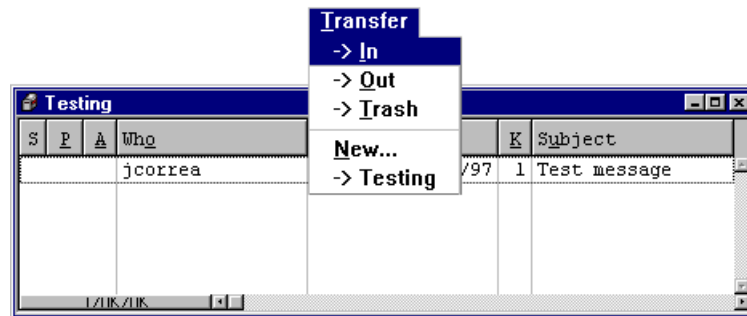 Transfer
-> In
-> Out
-> Trash
New...
-> Testing
Testing
S P A Who K Subject
jcorrea /97 1 Test message